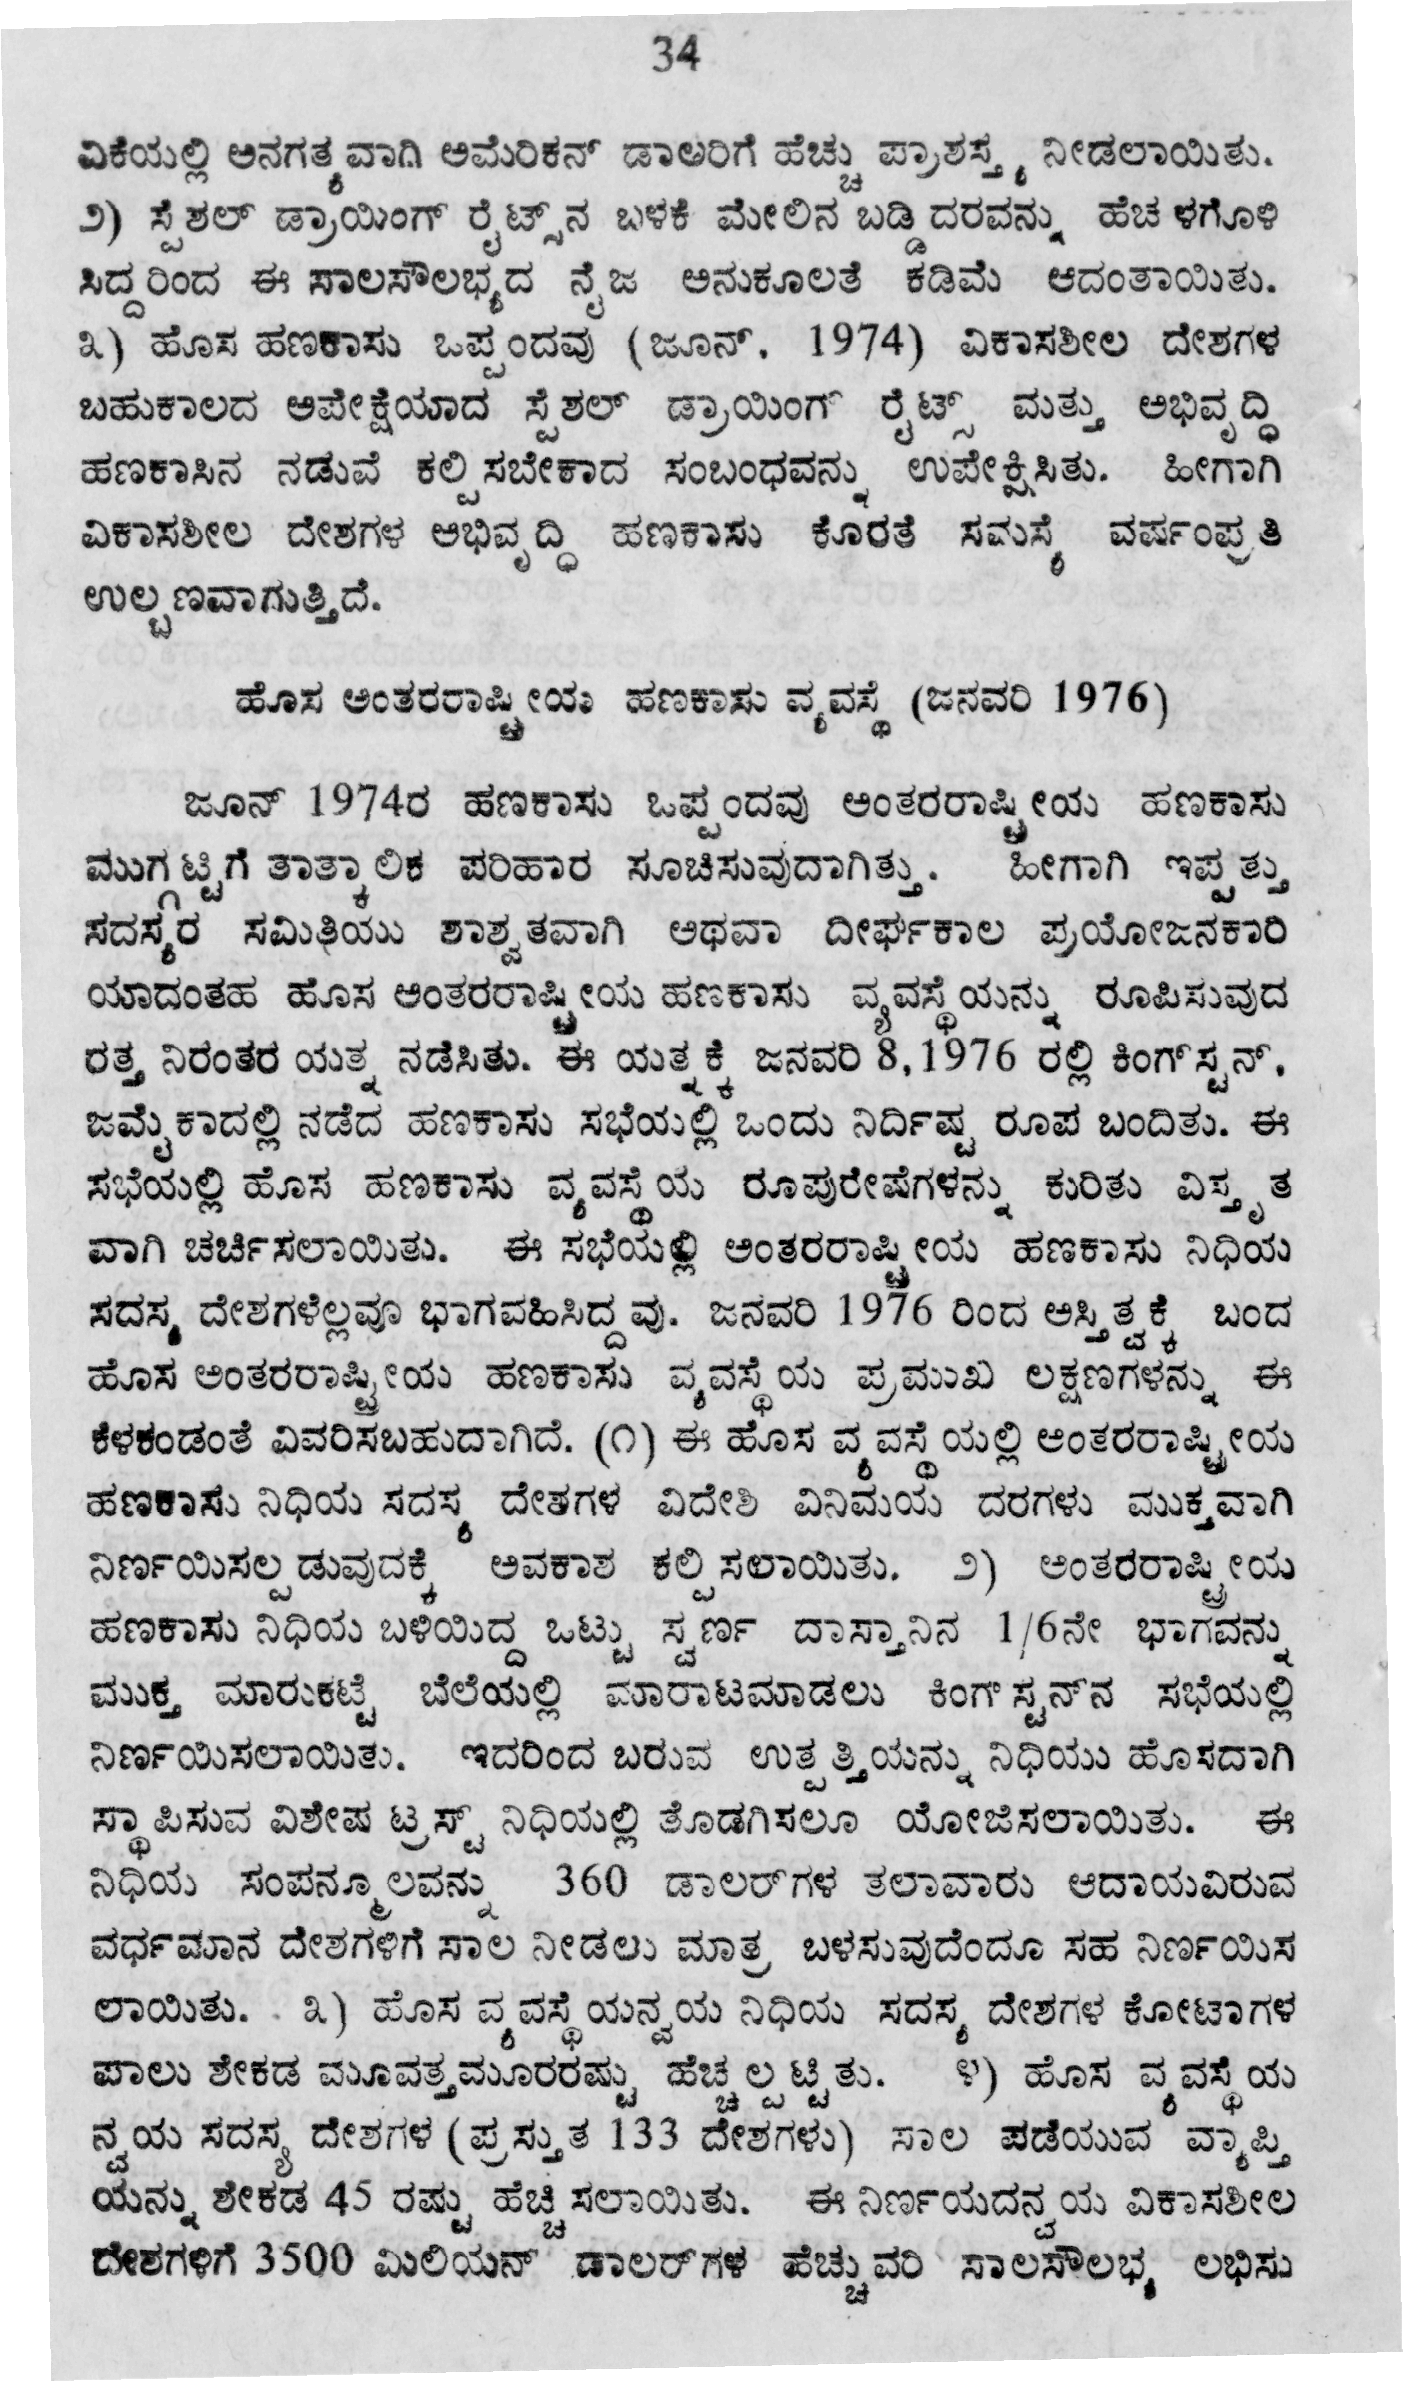 34
ವಿಕೆಯಲ್ಲಿ ಅನಗತ್ಯವಾಗಿ ಅಮೆರಿಕನ್ ಡಾಲರಿಗೆ ಹೆಚ್ಚು ಪ್ರಾಶಸ್ತ್ಯ ನೀಡಲಾಯಿತು.
೨) ಸ್ಪೆಶಲ್ ಡ್ರಾಯಿಂಗ್ ರೈಟ್ಸ್‌ನ ಬಳಕೆ ಮೇಲಿನ ಬಡ್ಡಿದರವನ್ನು ಹೆಚ ಳಗೊಳಿ
ಸಿದ್ದರಿಂದ ಈ ಸಾಲಸೌಲಭ್ಯದ ನೈಜ ಅನುಕೂಲತೆ ಕಡಿಮೆ ಆದಂತಾಯಿತು.
೩) ಹೊಸ ಹಣಕಾಸು ಒಪ್ಪಂದವು (ಜೂನ್, 1974) ವಿಕಾಸಶೀಲ ದೇಶಗಳ
ಬಹುಕಾಲದ ಅಪೇಕ್ಷೆಯಾದ ಸ್ಪೆಶಲ್ ಡ್ರಾಯಿಂಗ್ ರೈಟ್ಸ್ ಮತ್ತು ಅಭಿವೃದ್ಧಿ
ಹಣಕಾಸಿನ ನಡುವೆ ಕಲ್ಪಿಸಬೇಕಾದ ಸಂಬಂಧವನ್ನು ಉಪೇಕ್ಷಿಸಿತು. ಹೀಗಾಗಿ
ವಿಕಾಸಶೀಲ ದೇಶಗಳ ಅಭಿವೃದ್ಧಿ ಹಣಕಾಸು ಕೊರತೆ ಸಮಸ್ಯೆ ವರ್ಷಂಪ್ರತಿ
ಉಲ್ಬಣವಾಗುತ್ತಿದೆ.
ಹೊಸ ಅಂತರರಾಷ್ಟ್ರೀಯ ಹಣಕಾಸು ವ್ಯವಸ್ಥೆ (ಜನವರಿ 1976)
ಜೂನ್ 1974ರ ಹಣಕಾಸು ಒಪ್ಪಂದವು ಅಂತರರಾಷ್ಟ್ರೀಯ ಹಣಕಾಸು
ಮುಗ್ಗಟ್ಟಿಗೆ ತಾತ್ಕಾಲಿಕ ಪರಿಹಾರ ಸೂಚಿಸುವುದಾಗಿತ್ತು. ಹೀಗಾಗಿ ಇಪ್ಪತ್ತು
ಸದಸ್ಯರ ಸಮಿತಿಯು ಶಾಶ್ವತವಾಗಿ ಅಥವಾ ದೀರ್ಘಕಾಲ ಪ್ರಯೋಜನಕಾರಿ
ಯಾದಂತಹ ಹೊಸ ಅಂತರರಾಷ್ಟ್ರೀಯ ಹಣಕಾಸು ವ್ಯವಸ್ಥೆಯನ್ನು ರೂಪಿಸುವುದ
ರತ್ತ ನಿರಂತರ ಯತ್ನ ನಡೆಸಿತು. ಈ ಯತ್ನಕ್ಕೆ ಜನವರಿ 8,1976 ರಲ್ಲಿ ಕಿಂಗ್‌ಸ್ಟನ್,
ಜಮೈಕಾದಲ್ಲಿ ನಡೆದ ಹಣಕಾಸು ಸಭೆಯಲ್ಲಿ ಒಂದು ನಿರ್ದಿಷ್ಟ ರೂಪ ಬಂದಿತು. ಈ
ಸಭೆಯಲ್ಲಿ ಹೊಸ ಹಣಕಾಸು ವ್ಯವಸ್ಥೆಯ ರೂಪುರೇಷೆಗಳನ್ನು ಕುರಿತು ವಿಸ್ತೃತ
ವಾಗಿ ಚರ್ಚಿಸಲಾಯಿತು. ಈ ಸಭೆಯಲ್ಲಿ ಅಂತರರಾಷ್ಟ್ರೀಯ ಹಣಕಾಸು ನಿಧಿಯ
ಸದಸ್ಯ ದೇಶಗಳೆಲ್ಲವೂ ಭಾಗವಹಿಸಿದ್ದವು. ಜನವರಿ 1976 ರಿಂದ ಅಸ್ತಿತ್ವಕ್ಕೆ ಬಂದ
ಹೊಸ ಅಂತರರಾಷ್ಟ್ರೀಯ ಹಣಕಾಸು ವ್ಯವಸ್ಥೆಯ ಪ್ರಮುಖ ಲಕ್ಷಣಗಳನ್ನು ಈ
ಕೆಳಕಂಡಂತೆ ವಿವರಿಸಬಹುದಾಗಿದೆ. (೧) ಈ ಹೊಸ ವ್ಯವಸ್ಥೆಯಲ್ಲಿ ಅಂತರರಾಷ್ಟ್ರೀಯ
ಹಣಕಾಸು ನಿಧಿಯ ಸದಸ್ಯ ದೇಶಗಳ ವಿದೇಶಿ ವಿನಿಮಯ ದರಗಳು ಮುಕ್ತವಾಗಿ
ನಿರ್ಣಯಿಸಲ್ಪಡುವುದಕ್ಕೆ ಅವಕಾಶ ಕಲ್ಪಿಸಲಾಯಿತು. ೨) ಅಂತರರಾಷ್ಟ್ರೀಯ
ಹಣಕಾಸು ನಿಧಿಯ ಬಳಿಯಿದ್ದ ಒಟ್ಟು ಸ್ವರ್ಣ ದಾಸ್ತಾನಿನ 1/6ನೇ ಭಾಗವನ್ನು
ಮುಕ್ತ ಮಾರುಕಟ್ಟೆ ಬೆಲೆಯಲ್ಲಿ ಮಾರಾಟಮಾಡಲು ಕಿಂಗ್‌ಸ್ಟನ್‌ನ ಸಭೆಯಲ್ಲಿ
ನಿರ್ಣಯಿಸಲಾಯಿತು. ಇದರಿಂದ ಬರುವ ಉತ್ಪತ್ತಿಯನ್ನು ನಿಧಿಯು ಹೊಸದಾಗಿ
ಸ್ಥಾಪಿಸುವ ವಿಶೇಷ ಟ್ರಸ್ಟ್ ನಿಧಿಯಲ್ಲಿ ತೊಡಗಿಸಲೂ ಯೋಜಿಸಲಾಯಿತು. ಈ
ನಿಧಿಯ ಸಂಪನ್ಮೂಲವನ್ನು 360 ಡಾಲರ್‌ಗಳ ತಲಾವಾರು ಆದಾಯವಿರುವ
ವರ್ಧಮಾನ ದೇಶಗಳಿಗೆ ಸಾಲ ನೀಡಲು ಮಾತ್ರ ಬಳಸುವುದೆಂದೂ ಸಹ ನಿರ್ಣಯಿಸ
ಲಾಯಿತು. ೩) ಹೊಸ ವ್ಯವಸ್ಥೆಯನ್ವಯ ನಿಧಿಯ ಸದಸ್ಯ ದೇಶಗಳ ಕೋಟಾಗಳ
ಪಾಲು ಶೇಕಡ ಮೂವತ್ತಮೂರರಷ್ಟು ಹೆಚ್ಚಲ್ಪಟ್ಟಿತು. ೪) ಹೊಸ ವ್ಯವಸ್ಥೆಯ
ನ್ವಯ ಸದಸ್ಯ ದೇಶಗಳ (ಪ್ರಸ್ತುತ 133 ದೇಶಗಳು) ಸಾಲ ಪಡೆಯುವ ವ್ಯಾಪ್ತಿ
ಯನ್ನು ಶೇಕಡ 45 ರಷ್ಟು ಹೆಚ್ಚಿಸಲಾಯಿತು. ಈ ನಿರ್ಣಯದನ್ವಯ ವಿಕಾಸಶೀಲ
ದೇಶಗಳಿಗೆ 3500 ಮಿಲಿಯನ್ ಡಾಲರ್‌ಗಳ ಹೆಚ್ಚುವರಿ ಸಾಲಸೌಲಭ್ಯ ಲಭಿಸು